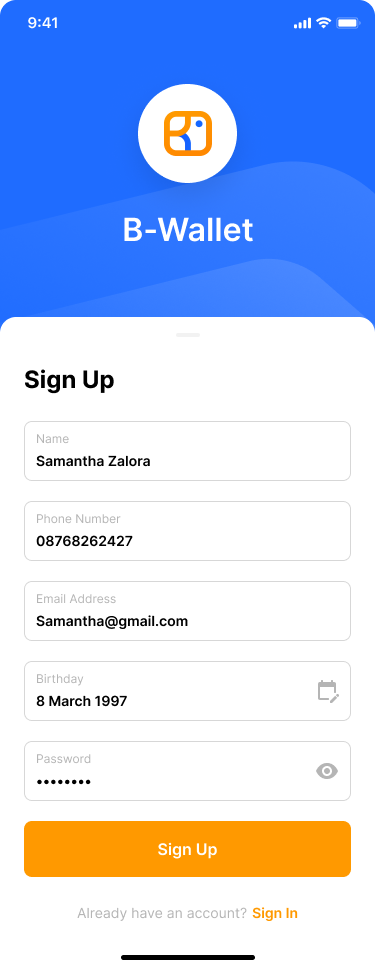 9:41
B-Wallet
Sign Up
Name
Samantha Zalora
Phone Number
08768262427
Email Address
Samantha@gmail.com
Birthday
8 March 1997
Password
••••••••
Sign Up
Already have an account? Sign In